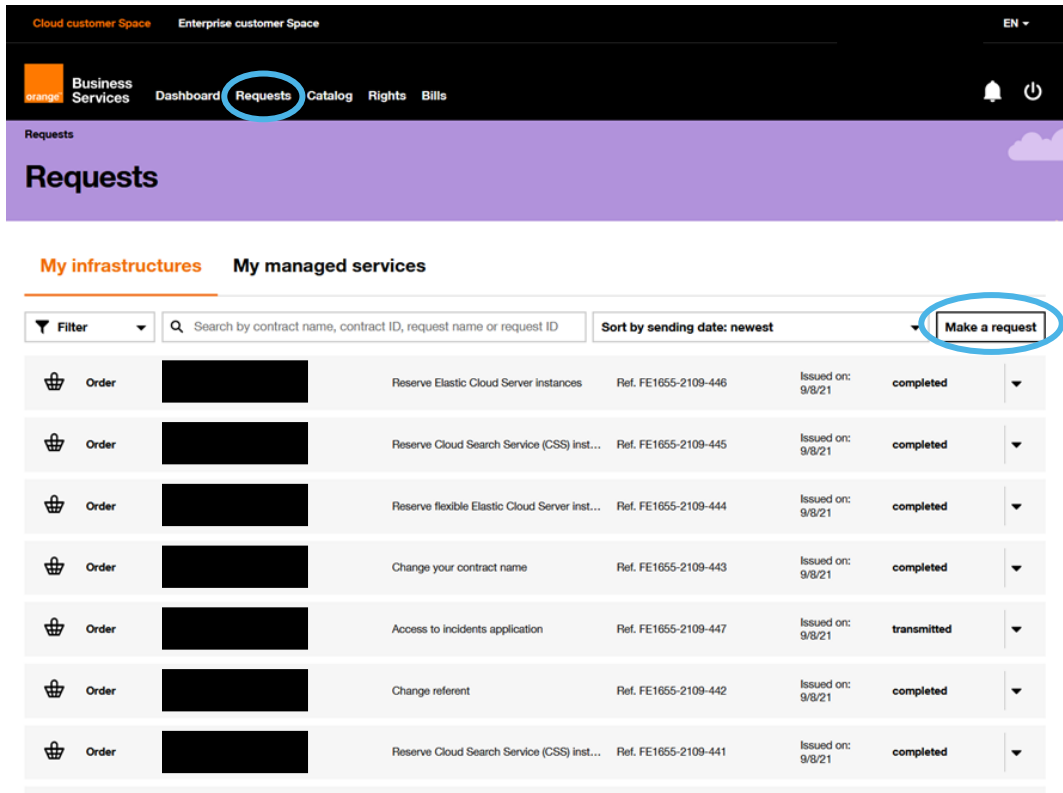 Cloud customer Space Enterprise customer Space EN
orange Business Services Dashboard Requests Catalog Rights Bills
Requests
Requests
My infrastructures My managed services
Filter Search by contract name, contract ID, request name or request ID Sort by sending date: newest Make a request
Order Reserve Elastic Cloud Server instances Ref. FE1655-2109-446 Issued on: 9/8/21 completed
Order Reserve Cloud Search Service (CSS) inst... Ref. FE1655-2109-445 Issued on: 9/8/21 completed
Order Reserve flexible Elastic Cloud Server inst... Ref. FE1655-2109-444 Issued on: 9/8/21 completed
Order Change your contract name Ref. FE1655-2109-443 Issued on: 9/8/21 completed
Order Access to incidents application Ref. FE1655-2109-447 Issued on: 9/8/21 transmitted
Order Change referent Ref. FE1655-2109-442 Issued on: 9/8/21 completed
Order Reserve Cloud Search Service (CSS) inst... Ref. FE1655-2109-441 Issued on: 9/8/21 completed